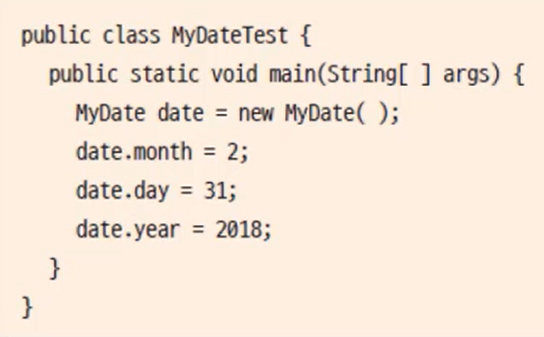 public class MyDateTest {
public static void main(String[ ] args) {
MyDate date = new MyDate( );
date.month = 2;
date.day = 31;
date.year = 2018;
}
}